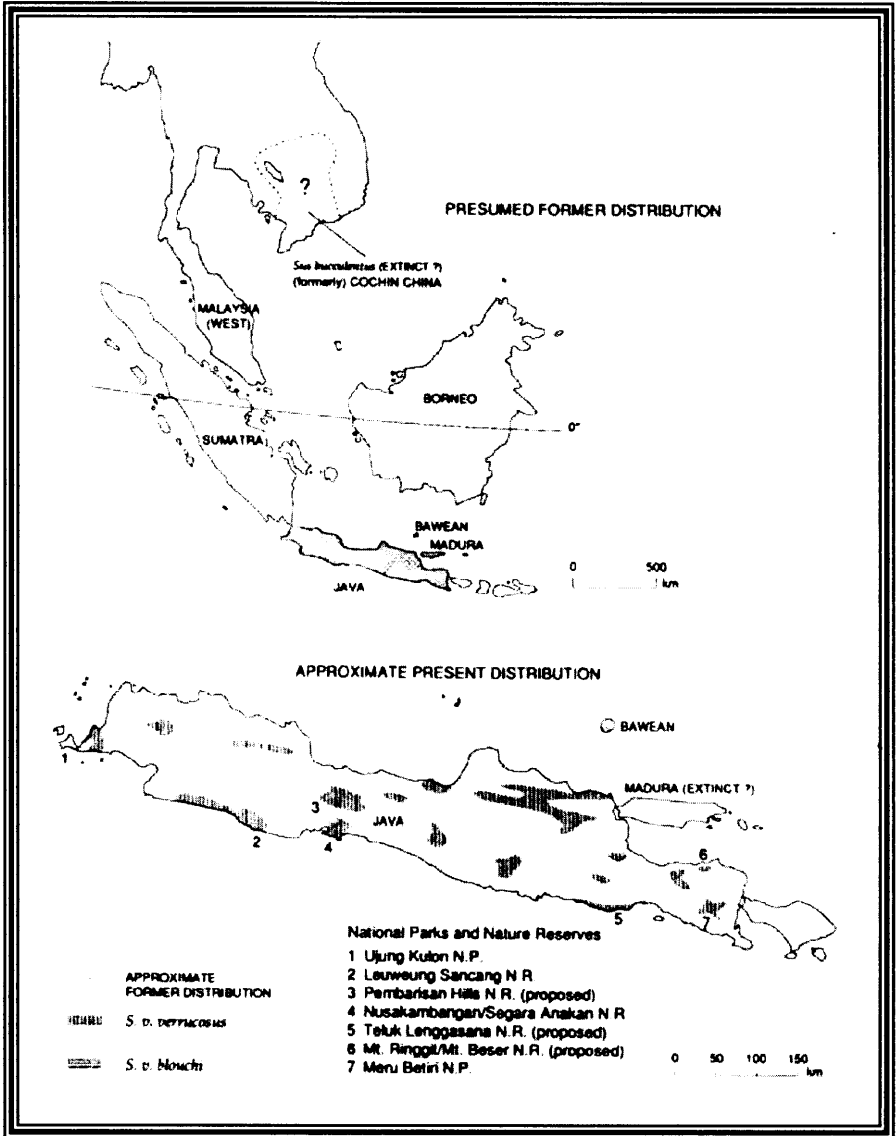 PRESUMED FORMER DISTRIBUTION
?
Sus bucculentus (EXTINCT ?)
(formerly) COCHIN CHINA
MALAYSIA
(WEST)
BORNEO
0°
SUMATRA
BAWEAN
MADURA
JAVA
0 500
km
APPROXIMATE PRESENT DISTRIBUTION
BAWEAN
MADURA (EXTINCT ?)
1
3
JAVA
2
4
6
5
7
National Parks and Nature Reserves
1 Ujung Kulon N.P.
2 Leuweung Sancang N R
3 Pembarisan Hills N R. (proposed)
4 Nusakambangan/Segara Anakan N R
5 Teluk Lenggasana N.R. (proposed)
6 Mt. Ringgit/Mt. Beser N.R. (proposed)
7 Meru Betiri N.P.
APPROXIMATE
FORMER DISTRIBUTION
S. v. verrucosus
S. v. blouchi
0 50 100 150
km